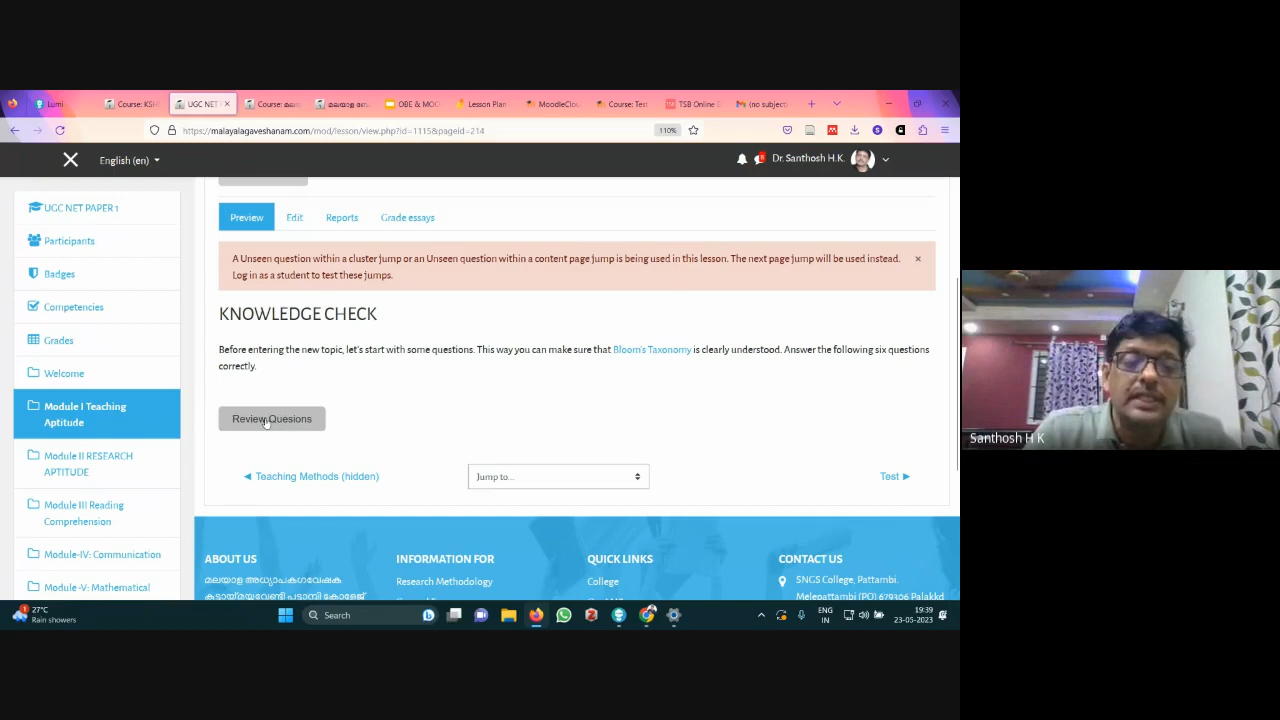 Lumi
Course: KSH
UGC NET
Course: മല
മലയാള
OBE & MOO
Lesson Plan
MoodleClou
Course: Test
TSB Online E
(no subject)
https://malayalagaveshanam.com/mod/lesson/view.php?id=1115&pageid=214
110%
English (en)
Dr. Santhosh H.K.
UGC NET PAPER 1
Participants
Badges
Competencies
Grades
Welcome
Module I Teaching
Aptitude
Module II RESEARCH
APTITUDE
Module III Reading
Comprehension
Module-IV: Communication
Module -V: Mathematical
Preview
Edit
Reports
Grade essays
A Unseen question within a cluster jump or an Unseen question within a content page jump is being used in this lesson. The next page jump will be used instead.
Log in as a student to test these jumps.
KNOWLEDGE CHECK
Before entering the new topic, let's start with some questions. This way you can make sure that Bloom's Taxonomy is clearly understood. Answer the following six questions
correctly.
Review Quesions
◄ Teaching Methods (hidden)
Jump to...
Test ►
ABOUT US
മലയാള അധ്യാപകഗവേഷക
കൂട്ടായ്മയുവേണ്ടി പട്ടാമ്പി കോളേജ്
INFORMATION FOR
Research Methodology
QUICK LINKS
College
CONTACT US
SNGS College, Pattambi.
Melepattambi (PO) 679306 Palakkd
Santhosh H K
27°C
Rain showers
Search
ENG
IN
19:39
23-05-2023